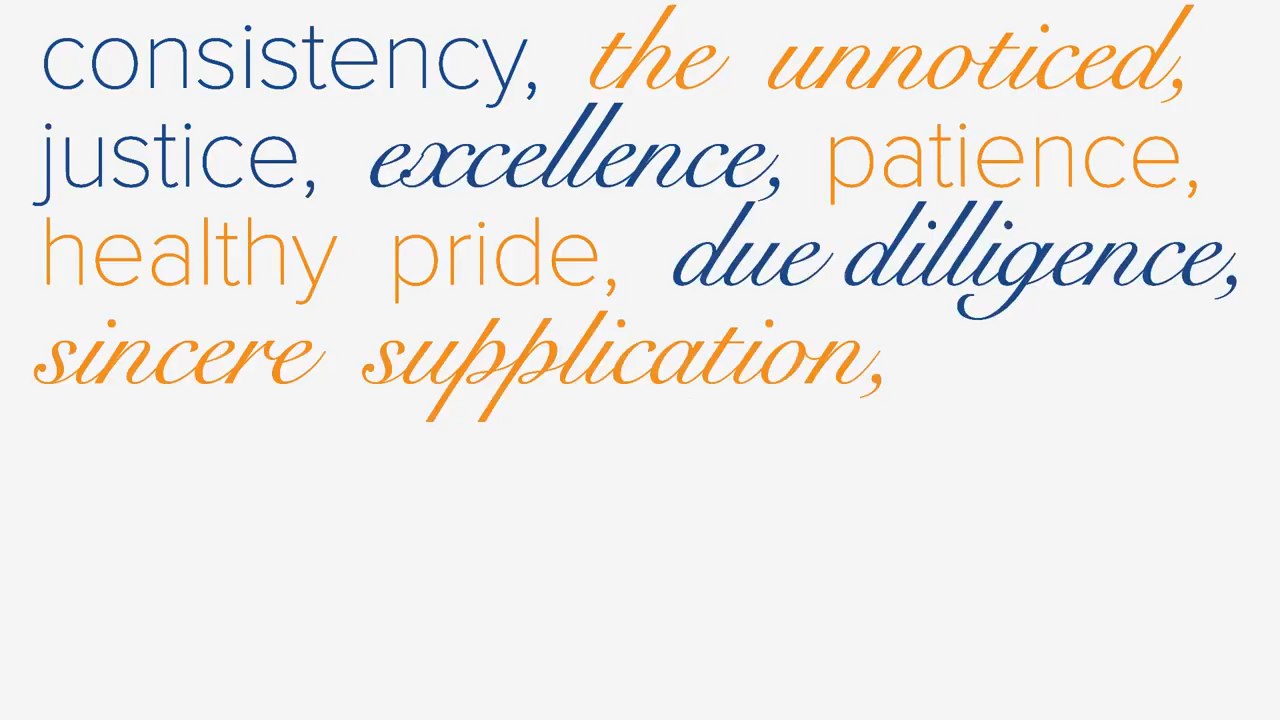 consistency, the unnoticed,
justice, excellence, patience,
healthy pride, due dilligence,
sincere supplication,